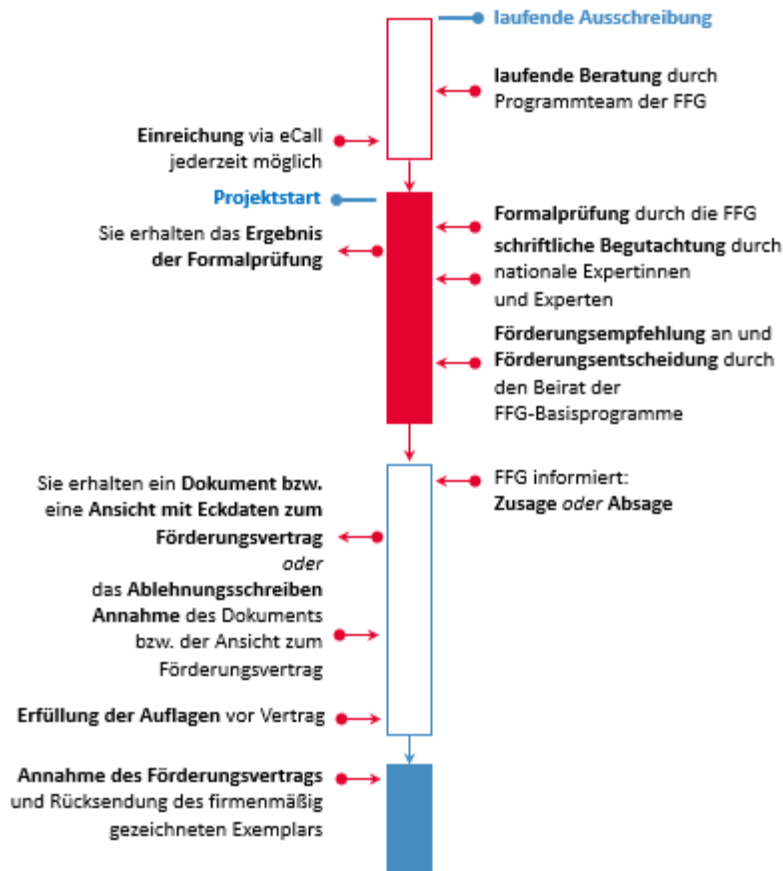 laufende Ausschreibung
laufende Beratung durch
Programmteam der FFG
Einreichung via eCall
jederzeit möglich
Projektstart
Sie erhalten das Ergebnis
der Formalprüfung
Formalprüfung durch die FFG
schriftliche Begutachtung durch
nationale Expertinnen
und Experten
Förderungsempfehlung an und
Förderungsentscheidung durch
den Beirat der
FFG-Basisprogramme
Sie erhalten ein Dokument bzw.
eine Ansicht mit Eckdaten zum
Förderungsvertrag
oder
das Ablehnungsschreiben
FFG informiert:
Zusage oder Absage
Annahme des Dokuments
bzw. der Ansicht zum
Förderungsvertrag
Erfüllung der Auflagen vor Vertrag
Annahme des Förderungsvertrags
und Rücksendung des firmenmäßig
gezeichneten Exemplars